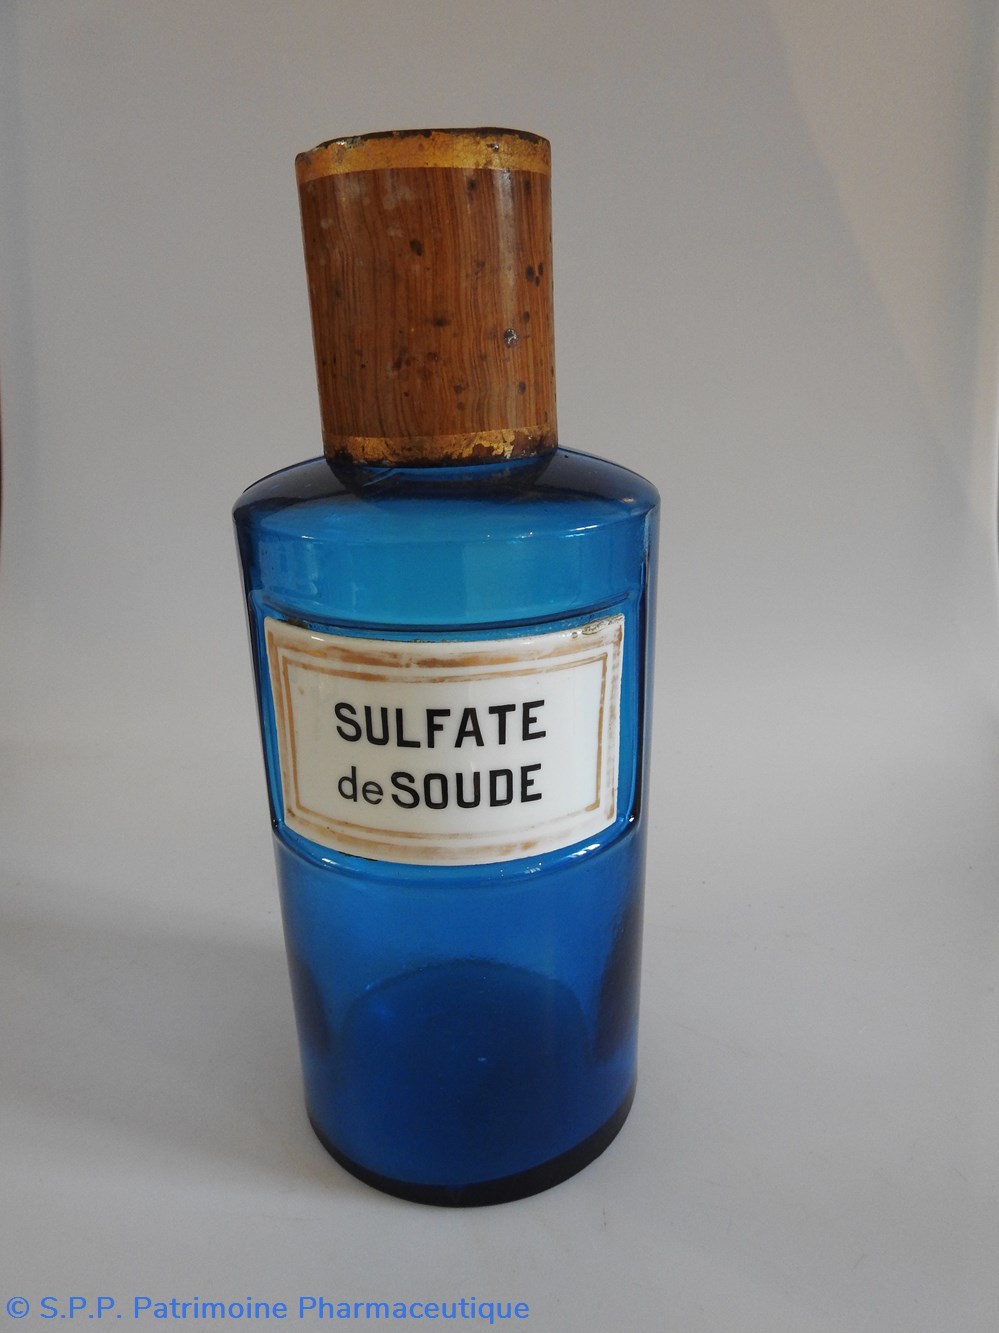 SULFATE
de SOUDE
© S.P.P. Patrimoine Pharmaceutique